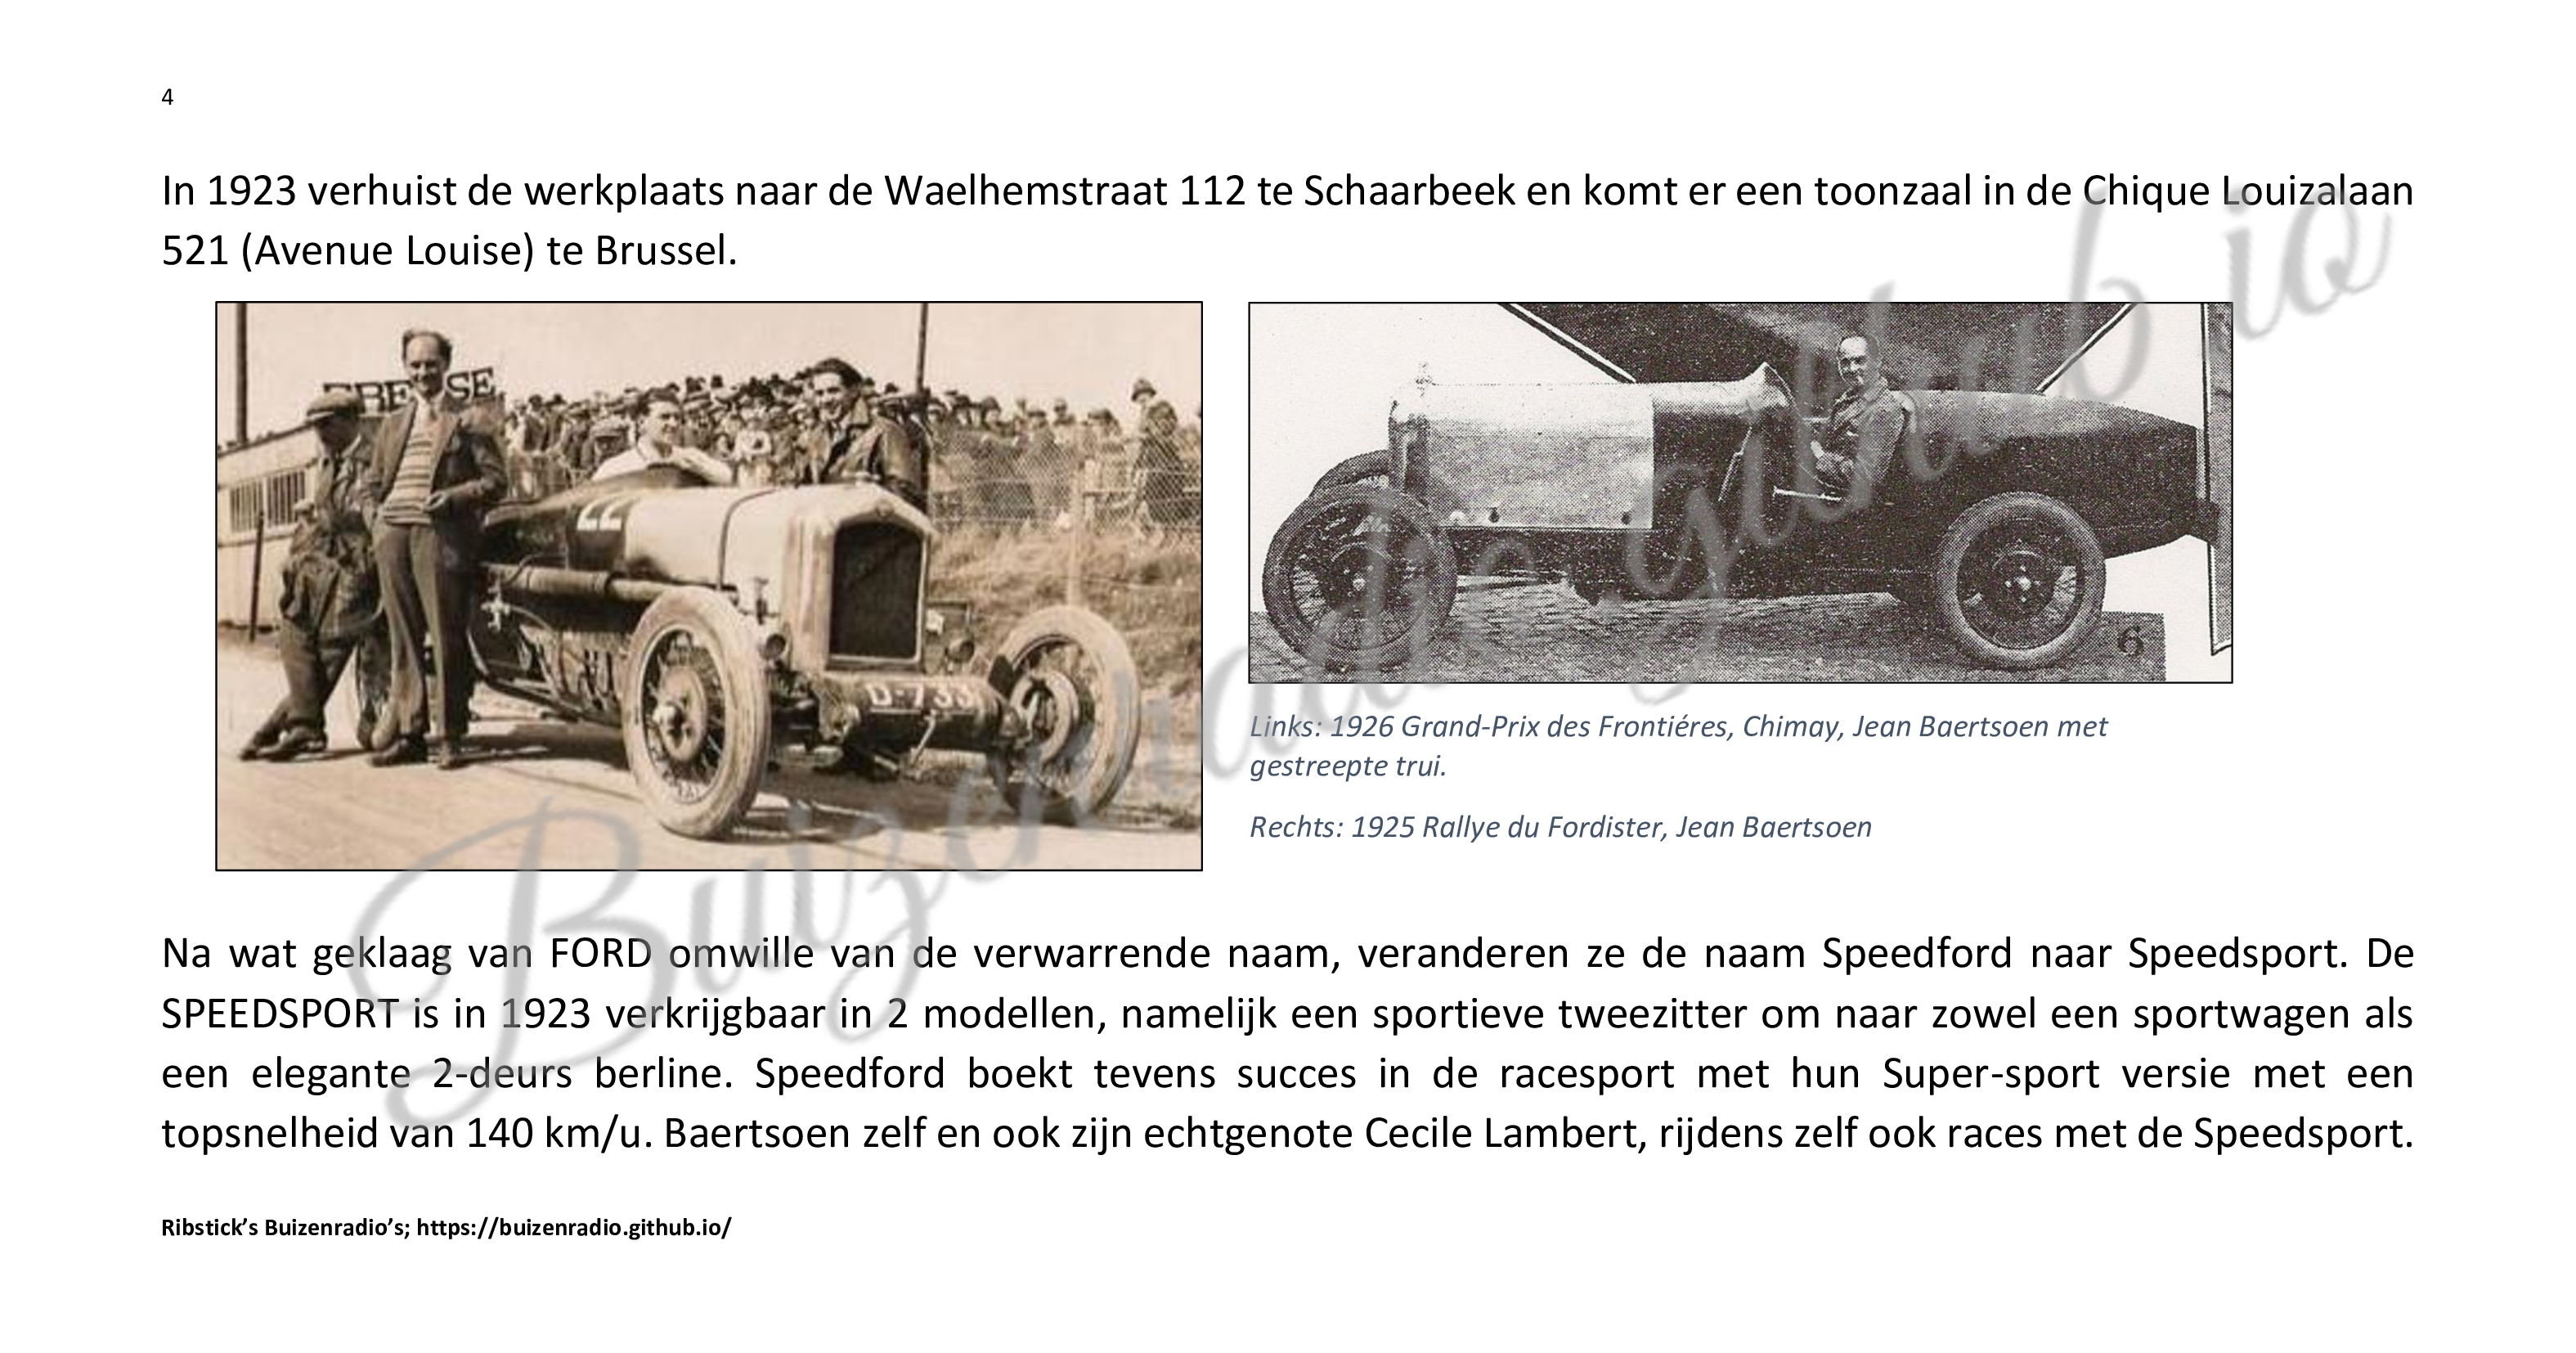 4
In 1923 verhuist de werkplaats naar de Waelhemstraat 112 te Schaarbeek en komt er een toonzaal in de Chique Louizalaan
521 (Avenue Louise) te Brussel.
22
D-733
6
Links: 1926 Grand-Prix des Frontiéres, Chimay, Jean Baertsoen met
gestreepte trui.
Rechts: 1925 Rallye du Fordister, Jean Baertsoen
Na wat geklaag van FORD omwille van de verwarrende naam, veranderen ze de naam Speedford naar Speedsport. De
SPEEDSPORT is in 1923 verkrijgbaar in 2 modellen, namelijk een sportieve tweezitter om naar zowel een sportwagen als
een elegante 2-deurs berline. Speedford boekt tevens succes in de racesport met hun Super-sport versie met een
topsnelheid van 140 km/u. Baertsoen zelf en ook zijn echtgenote Cecile Lambert, rijdens zelf ook races met de Speedsport.
Ribstick’s Buizenradio’s; https://buizenradio.github.io/
Buizenradio github io